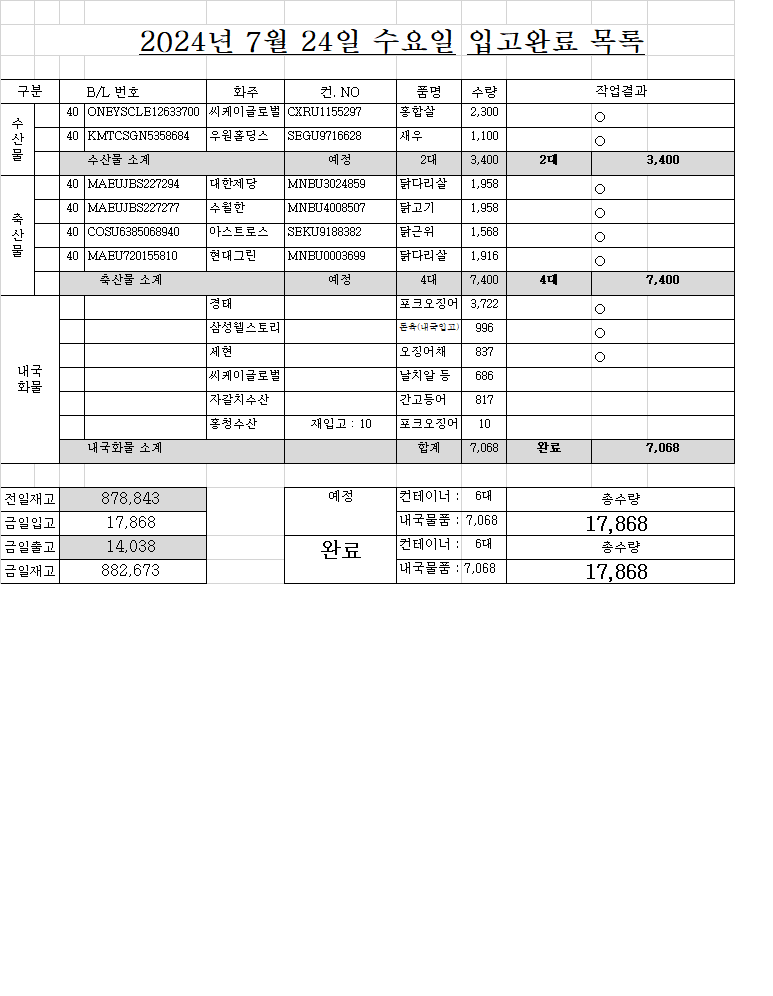 2024년 7월 24일 수요일 입고완료 목록
구분 B/L 번호 화주 컨. NO 품명 수량 작업결과
수산물
40 ONEYSCLE12633700 씨케이글로벌 CXRU1155297 홍합살 2,300 ○
40 KMTCSGN5358684 우원홀딩스 SEGU9716628 새우 1,100 ○
수산물 소계 예정 2대 3,400 2대 3,400
축산물
40 MAEUJBS227294 대한제당 MNBU3024859 닭다리살 1,958 ○
40 MAEUJBS227277 수월한 MNBU4008507 닭고기 1,958 ○
40 COSU6385068940 아스트로스 SEKU9188382 닭근위 1,568 ○
40 MAEU720155810 현대그린 MNBU0003699 닭다리살 1,916 ○
축산물 소계 예정 4대 7,400 4대 7,400
내국
화물
경태 포크오징어 3,722 ○
삼성웰스토리 돈육(내국입고) 996 ○
세현 오징어채 837 ○
씨케이글로벌 날치알 등 686
자갈치수산 간고등어 817
홍청수산 재입고 : 10 포크오징어 10
내국화물 소계 합계 7,068 완료 7,068
전일재고 878,843 예정 컨테이너 : 6대 총수량
금일입고 17,868 내국물품 : 7,068 17,868
금일출고 14,038 완료 컨테이너 : 6대 총수량
금일재고 882,673 내국물품 : 7,068 17,868